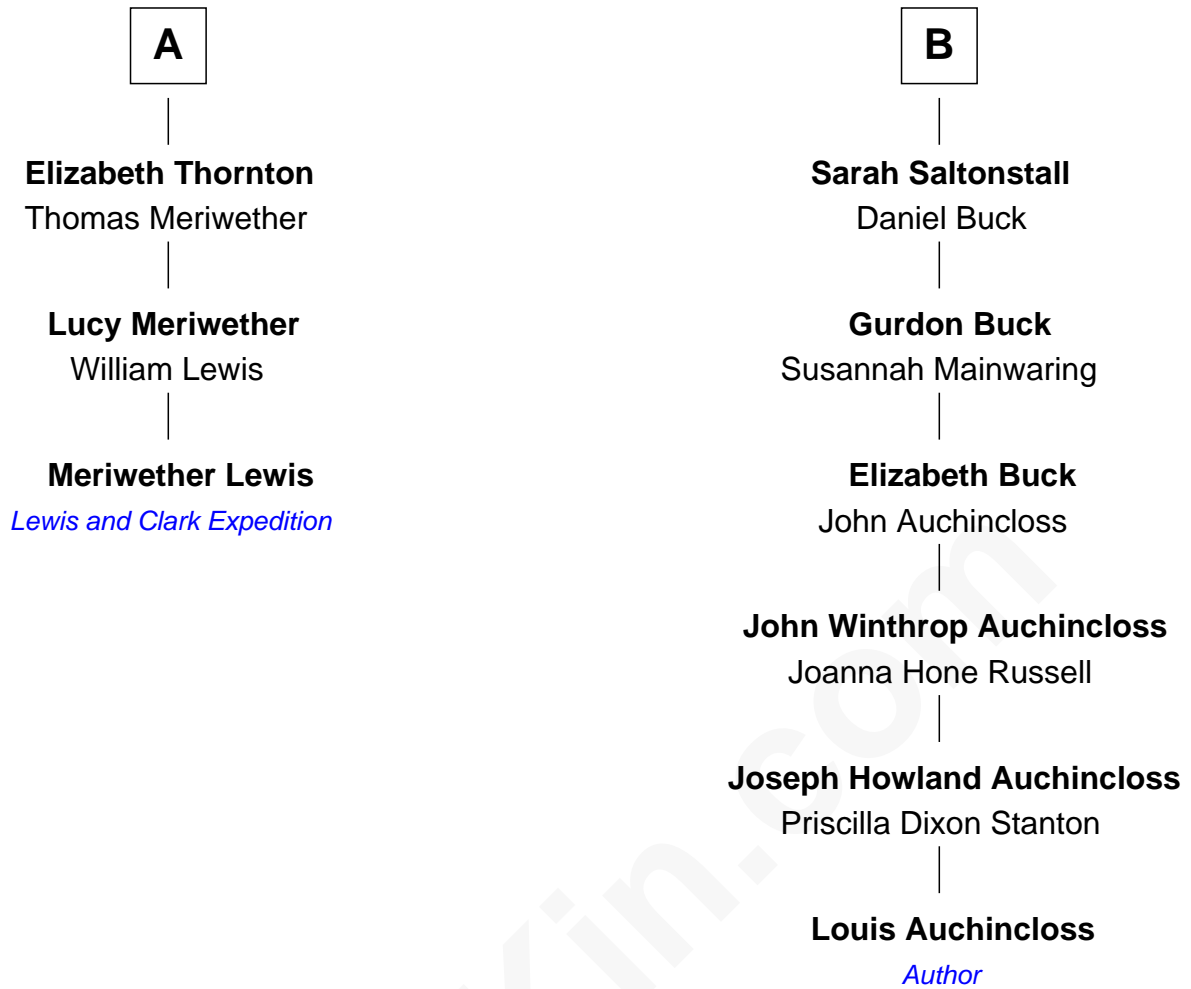 A
Elizabeth Thornton
Thomas Meriwether
Lucy Meriwether
William Lewis
Meriwether Lewis
Lewis and Clark Expedition
B
Sarah Saltonstall
Daniel Buck
Gurdon Buck
Susannah Mainwaring
Elizabeth Buck
John Auchincloss
John Winthrop Auchincloss
Joanna Hone Russell
Joseph Howland Auchincloss
Priscilla Dixon Stanton
Louis Auchincloss
Author
Kin.com